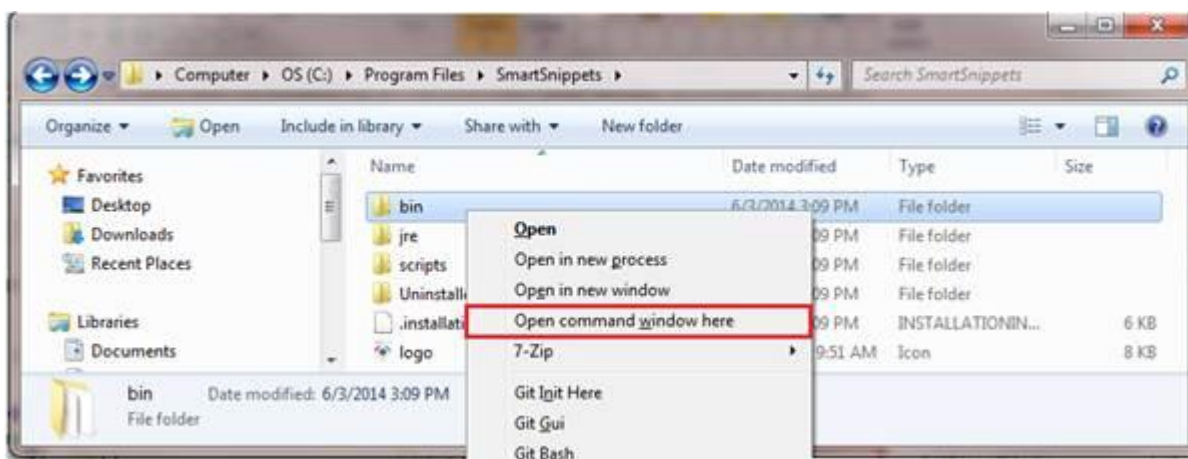 Computer ▸ OS (C:) ▸ Program Files ▸ SmartSnippets ▸ Search SmartSnippets
Organize ▾ Open Include in library ▾ Share with ▾ New folder
Name Date modified Type Size
Favorites
Desktop
Downloads
Recent Places
Libraries
Documents
bin 6/3/2014 3:09 PM File folder
jre 09 PM File folder
scripts 09 PM File folder
Uninstalle 09 PM File folder
.installati 09 PM INSTALLATIONIN... 6 KB
logo 9:51 AM Icon 8 KB
Open
Open in new process
Open in new window
Open command window here
7-Zip
Git Init Here
Git Gui
Git Bash
bin Date modified: 6/3/2014 3:09 PM
File folder